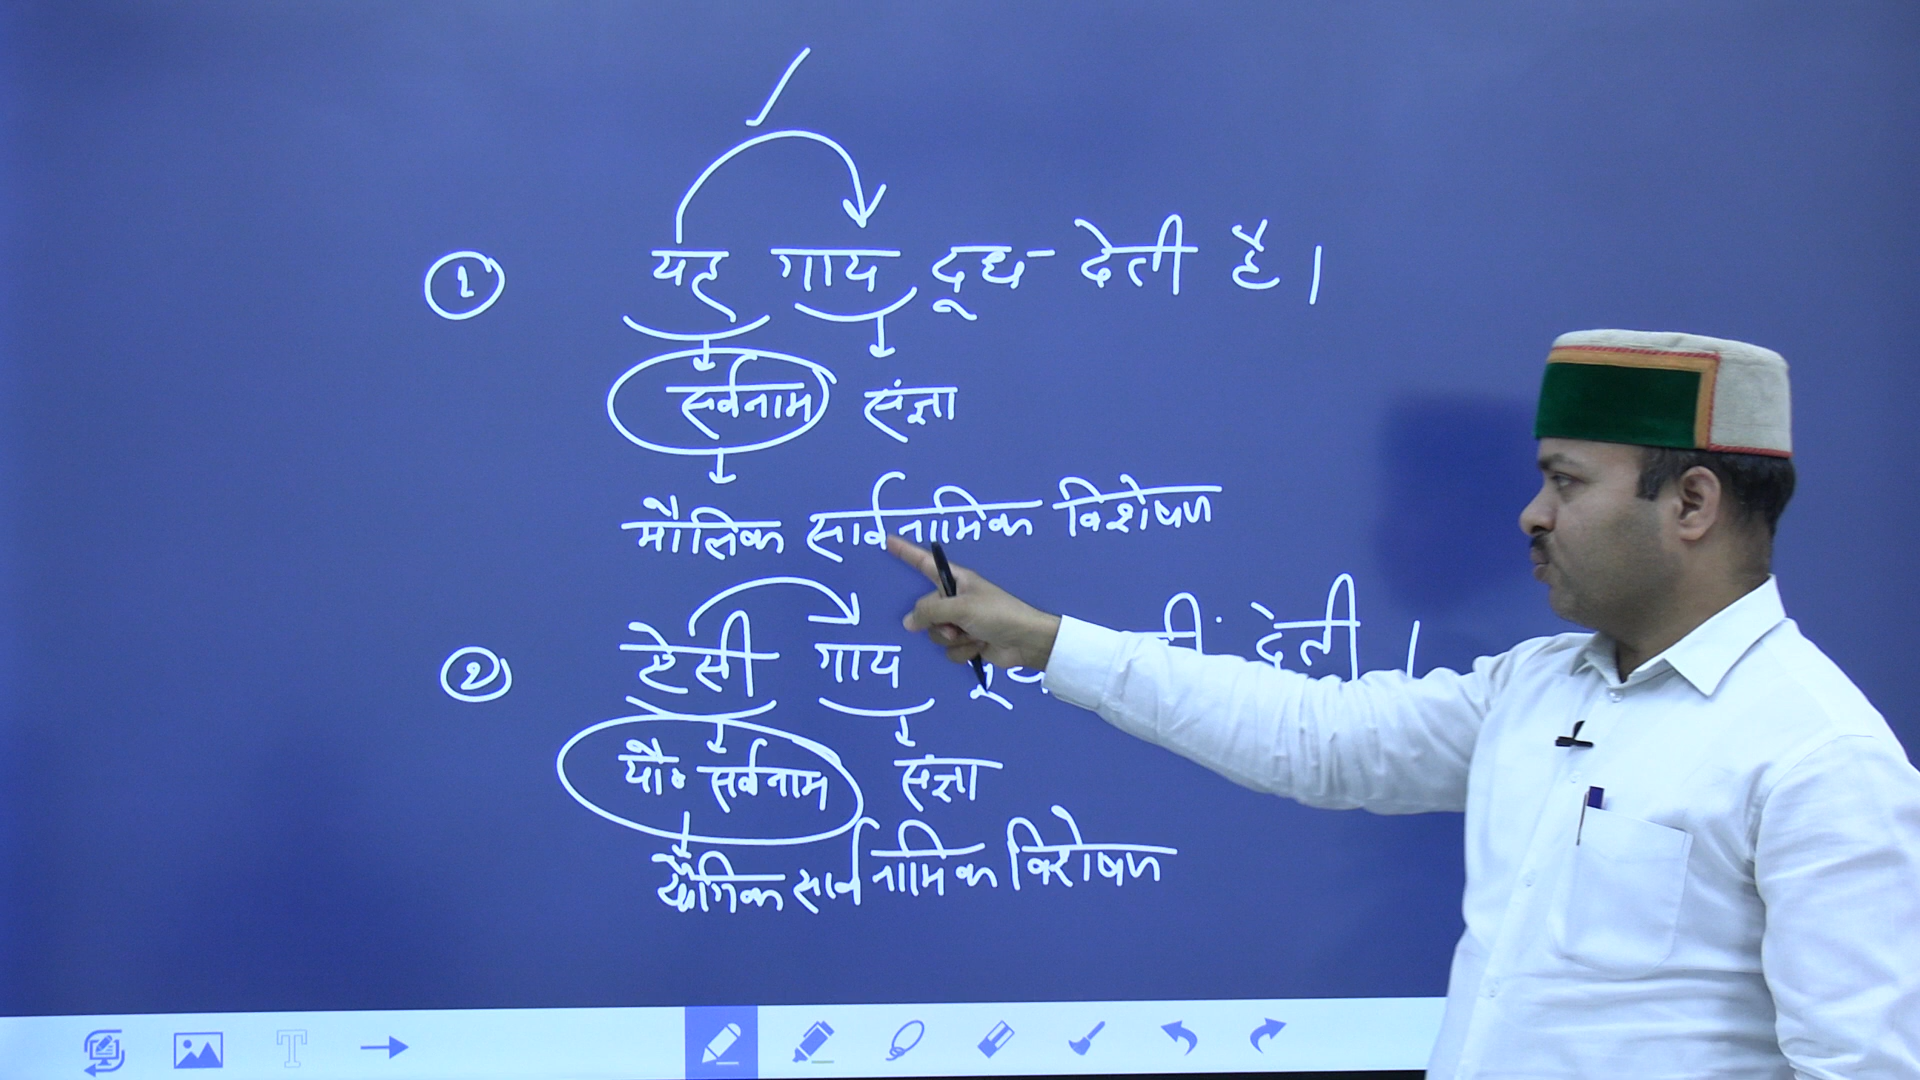 ① यह गाय दूध देती है।
सर्वनाम संज्ञा
मौलिक सार्वनामिक विशेषण
② ऐसी गाय देती ।
यौ० सर्वनाम संज्ञा
यौगिक सार्वनामिक विशेषण
T